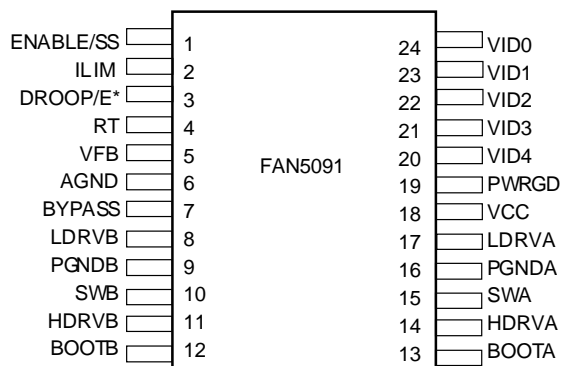 ENABLE/SS 1 24 VID0
ILIM 2 23 VID1
DROOP/E* 3 22 VID2
RT 4 21 VID3
VFB 5 20 VID4
FAN5091
AGND 6 19 PWRGD
BYPASS 7 18 VCC
LDRVB 8 17 LDRVA
PGNDB 9 16 PGNDA
SWB 10 15 SWA
HDRVB 11 14 HDRVA
BOOTB 12 13 BOOTA